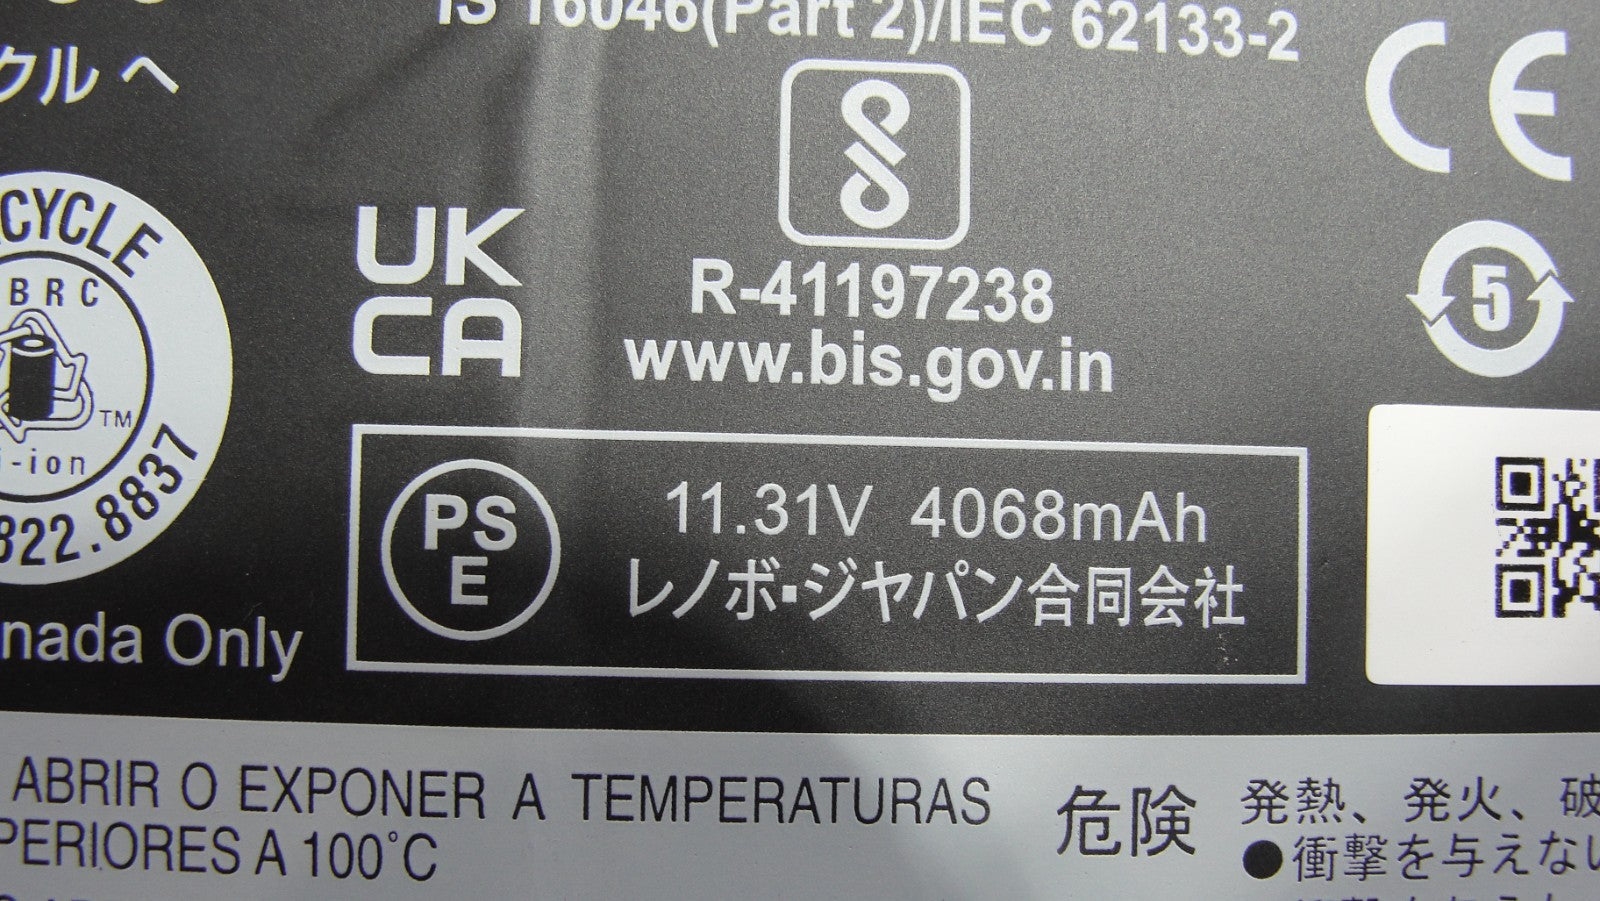 IS 16046(Part 2)/IEC 62133-2
クルへ
CE
CYCLE
BRC
TM
i-ion
822.8837
UK
CA
R-41197238
www.bis.gov.in
5
PS
E
11.31V 4068mAh
レノボ・ジャパン合同会社
nada Only
ABRIR O EXPONER A TEMPERATURAS
PERIORES A 100°C
危険
発熱、発火、破
●衝撃を与えない